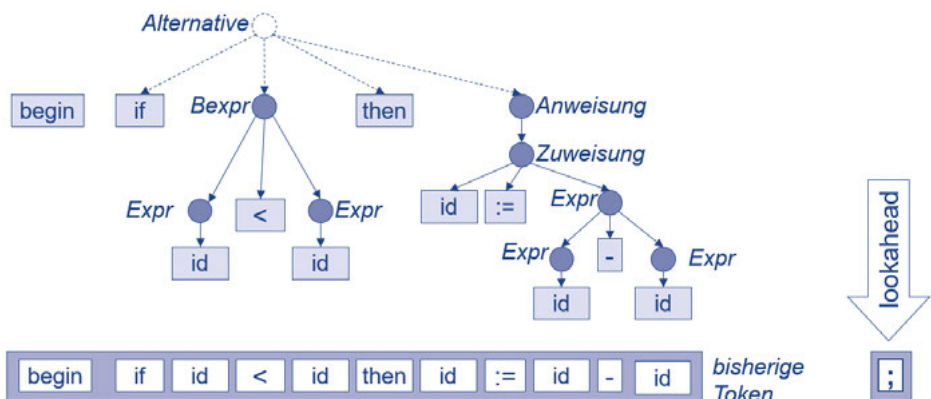 Alternative
begin if Bexpr then Anweisung
Zuweisung
Expr < Expr id := Expr
id id Expr - Expr
id id
lookahead
begin if id < id then id := id - id bisherige Token ;